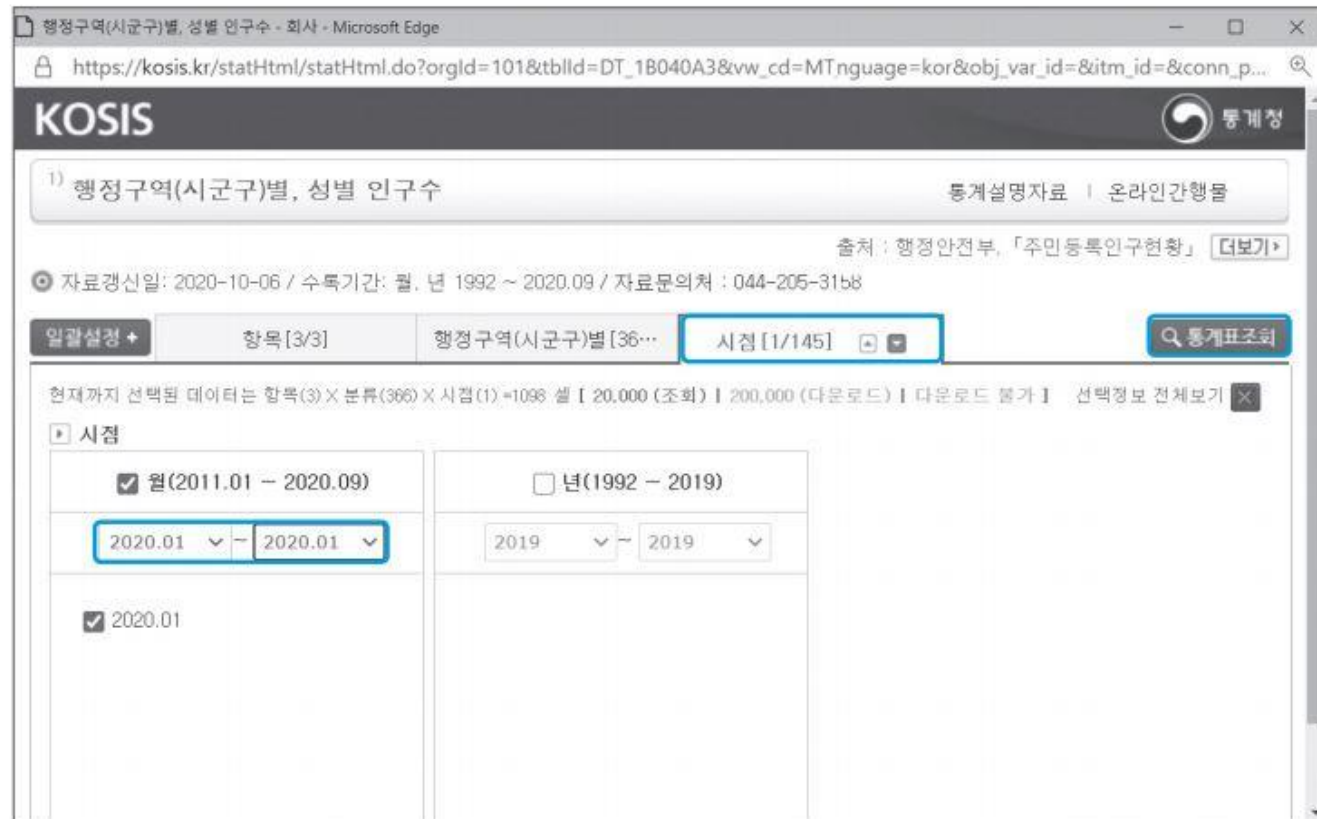 행정구역(시군구)별, 성별 인구수 - 회사 - Microsoft Edge
https://kosis.kr/statHtml/statHtml.do?orgId=101&tblId=DT_1B040A3&vw_cd=MTnguage=kor&obj_var_id=&itm_id=&conn_p...
KOSIS 통계청
1) 행정구역(시군구)별, 성별 인구수 통계설명자료 | 온라인간행물
출처 : 행정안전부, 「주민등록인구현황」 더보기
자료갱신일: 2020-10-06 / 수록기간: 월, 년 1992 ~ 2020.09 / 자료문의처 : 044-205-3158
일괄설정 + 항목[3/3] 행정구역(시군구)별[36… 시점[1/145] 통계표조회
현재까지 선택된 데이터는 항목(3) X 분류(366) X 시점(1) =1098 셀 [ 20,000 (조회) | 200,000 (다운로드) | 다운로드 불가 ] 선택정보 전체보기
시점
월(2011.01 ~ 2020.09) 년(1992 ~ 2019)
2020.01 ~ 2020.01 2019 ~ 2019
2020.01